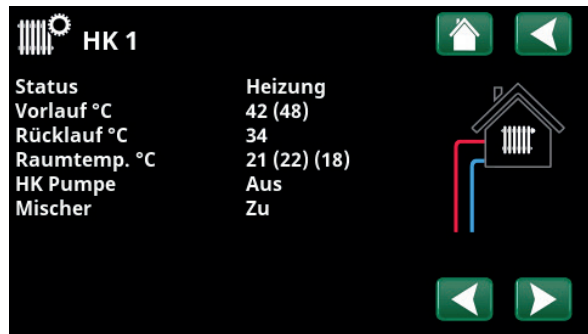 HK 1
Status Heizung
Vorlauf °C 42 (48)
Rücklauf °C 34
Raumtemp. °C 21 (22) (18)
HK Pumpe Aus
Mischer Zu